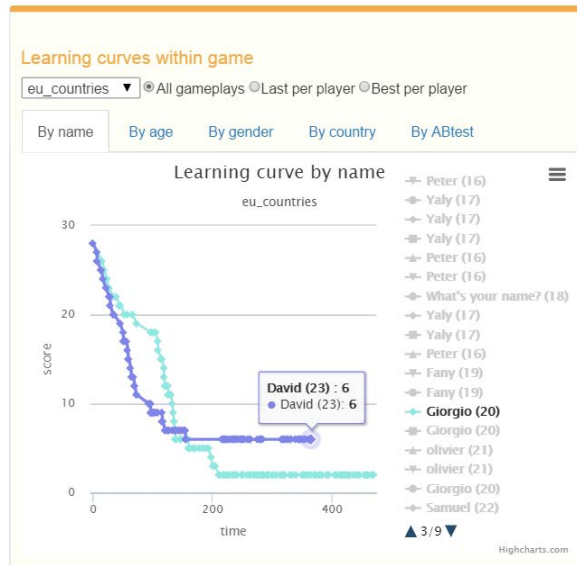 Learning curves within game
eu_countries ▼ All gameplays Last per player Best per player
By name By age By gender By country By ABtest
Learning curve by name
eu_countries
score
30
20
10
0
0 200 400
time
David (23) : 6
● David (23): 6
Peter (16)
Yaly (17)
Yaly (17)
Yaly (17)
Peter (16)
Peter (16)
What's your name? (18)
Yaly (17)
Yaly (17)
Peter (16)
Fany (19)
Fany (19)
Giorgio (20)
Giorgio (20)
olivier (21)
olivier (21)
Giorgio (20)
Samuel (22)
▲ 3/9 ▼
Highcharts.com